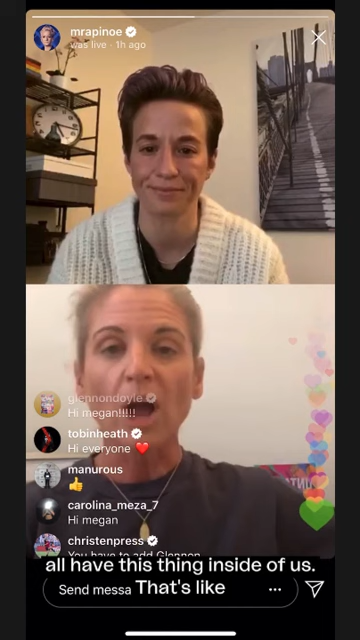 mrapinoe
was live · 1h ago
glennondoyle
Hi megan!!!!!
tobinheath
Hi everyone ❤️
manurous
👍
carolina_meza_7
Hi megan
christenpress
You have to add Glennon
all have this thing inside of us.
Send messa
That's like